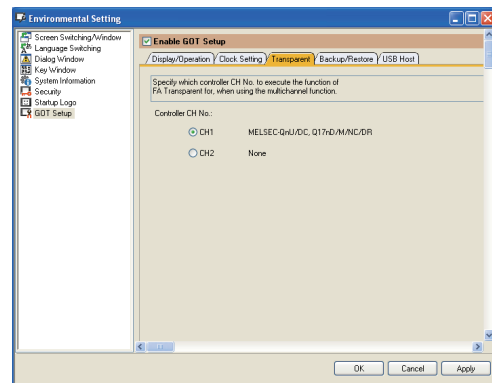 Environmental Setting
Screen Switching/Window
Language Switching
Dialog Window
Key Window
System Information
Security
Startup Logo
GOT Setup
Enable GOT Setup
Display/Operation Clock Setting Transparent Backup/Restore USB Host
Specify which controller CH No. to execute the function of
FA Transparent for, when using the multichannel function.
Controller CH No.:
CH1 MELSEC-QnU/DC, Q17nD/M/NC/DR
CH2 None
OK Cancel Apply